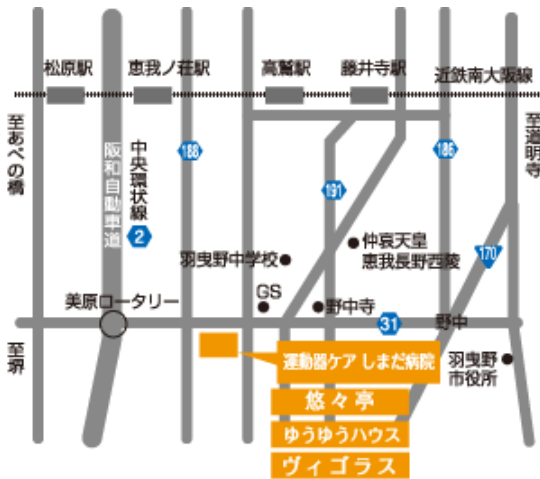 松原駅
恵我ノ荘駅
高鷲駅
藤井寺駅
近鉄南大阪線
至あべの橋
阪和自動車道
中央環状線
2
188
191
186
至道明寺
羽曳野中学校
仲哀天皇
恵我長野西陵
170
美原ロータリー
GS
野中寺
31
野中
至堺
運動器ケア しまだ病院
羽曳野
市役所
悠々亭
ゆうゆうハウス
ヴィゴラス